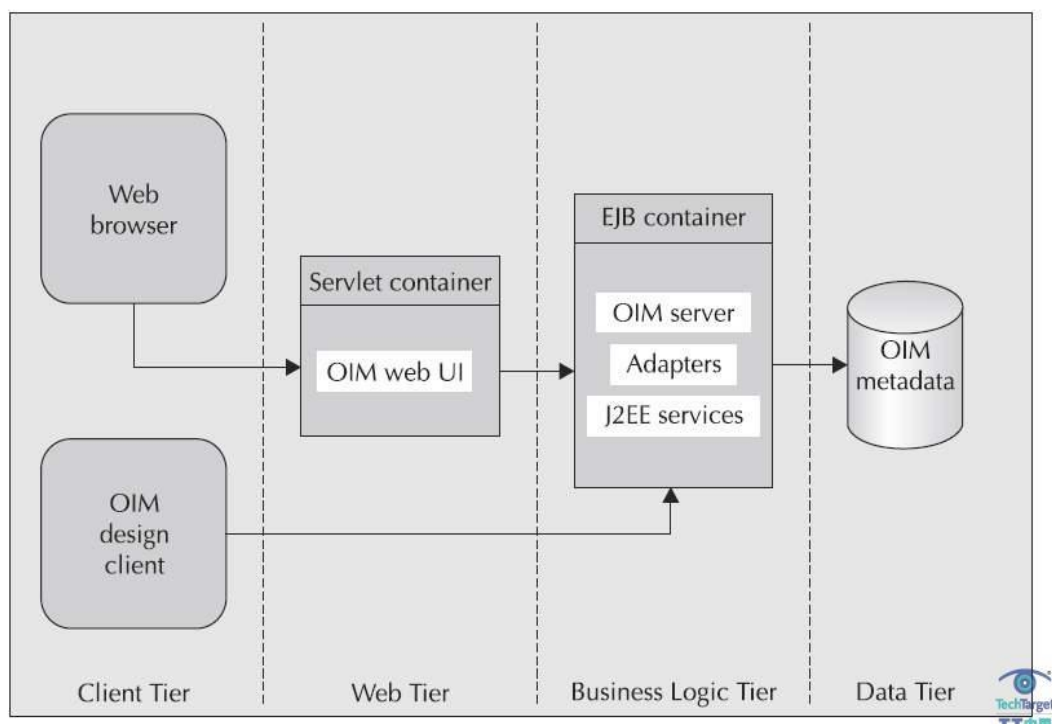 Web
browser
OIM
design
client
Servlet container
OIM web UI
EJB container
OIM server
Adapters
J2EE services
OIM
metadata
Client Tier
Web Tier
Business Logic Tier
Data Tier
TechTarget